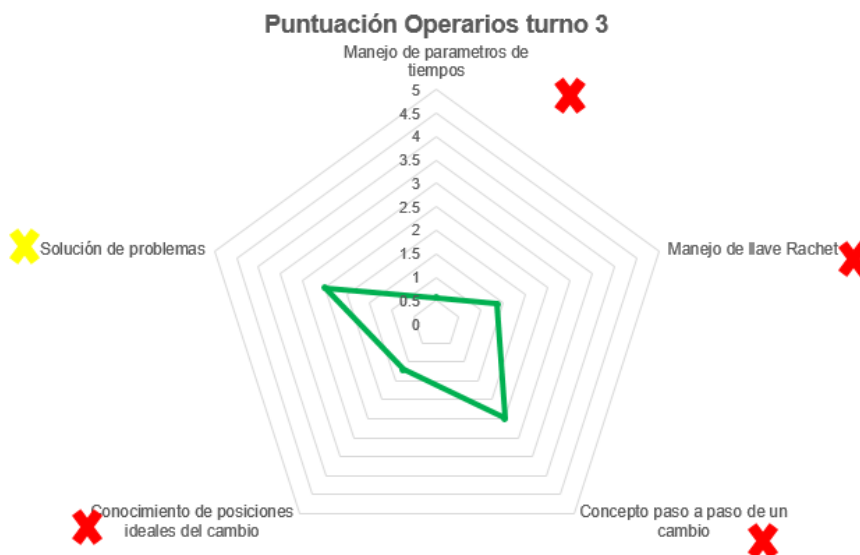 Puntuación Operarios turno 3
Manejo de parametros de
tiempos
5
4.5
4
3.5
3
2.5
2
1.5
1
0.5
0
Solución de problemas
Manejo de llave Rachet
Conocimiento de posiciones
ideales del cambio
Concepto paso a paso de un
cambio